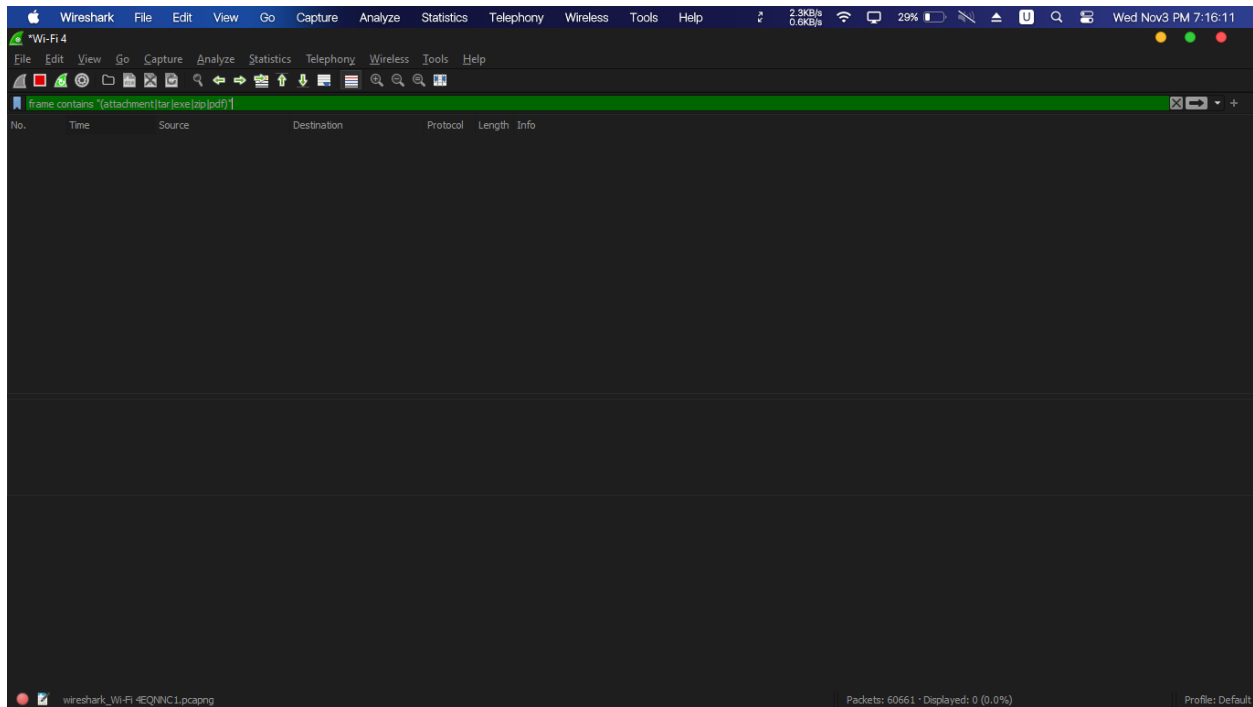 Wireshark File Edit View Go Capture Analyze Statistics Telephony Wireless Tools Help 2.3KB/s 0.6KB/s 29% U Wed Nov3 PM 7:16:11
*Wi-Fi 4
File Edit View Go Capture Analyze Statistics Telephony Wireless Tools Help
frame contains "(attachment|tar|exe|zip|pdf)"
No. Time Source Destination Protocol Length Info
wireshark_Wi-Fi 4EQNNC1.pcapng Packets: 60661 · Displayed: 0 (0.0%) Profile: Default